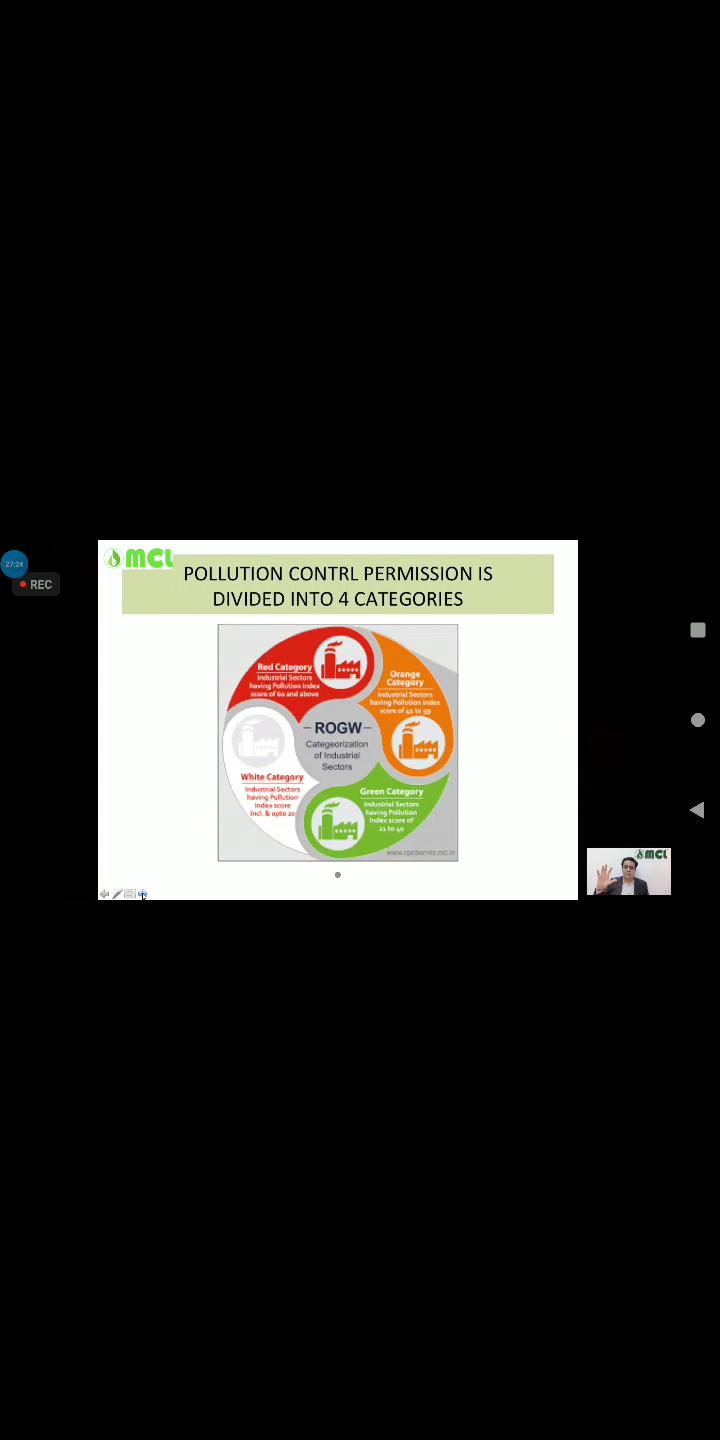 27:24
REC
MCL
POLLUTION CONTRL PERMISSION IS
DIVIDED INTO 4 CATEGORIES
Red Category
Industrial Sectors
having Pollution Index
score of 60 and above
Orange
Category
Industrial Sectors
having Pollution index
score of 41 to 59
– ROGW –
Categeorization
of Industrial
Sectors
White Category
Industrial Sectors
having Pollution
Index score
incl. & upto 20
Green Category
Industrial Sectors
having Pollution
Index score of
21 to 40
www.cpcbenvis.nic.in
MCL